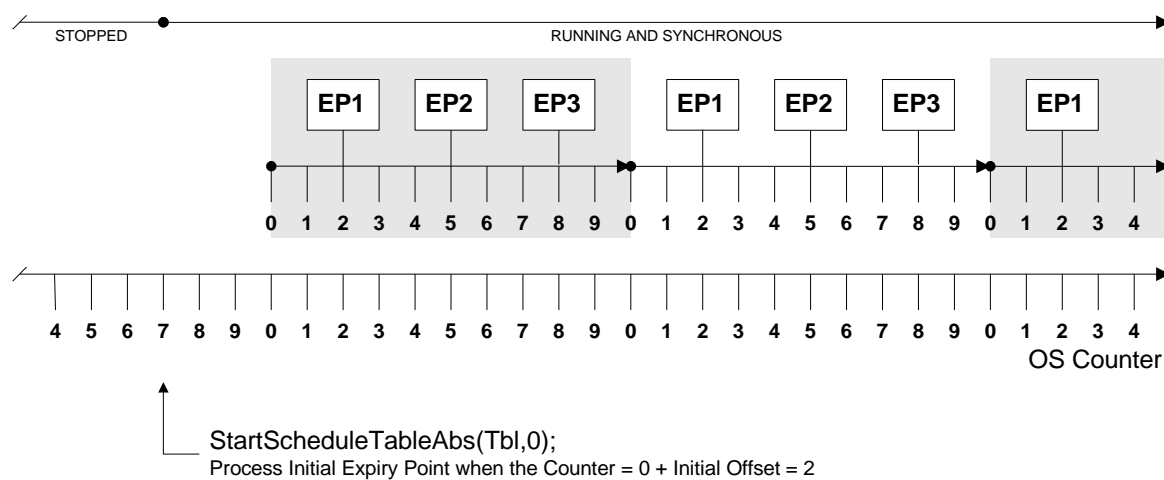 STOPPED RUNNING AND SYNCHRONOUS
EP1 EP2 EP3 EP1 EP2 EP3 EP1
0 1 2 3 4 5 6 7 8 9 0 1 2 3 4 5 6 7 8 9 0 1 2 3 4
4 5 6 7 8 9 0 1 2 3 4 5 6 7 8 9 0 1 2 3 4 5 6 7 8 9 0 1 2 3 4
OS Counter
StartScheduleTableAbs(Tbl,0);
Process Initial Expiry Point when the Counter = 0 + Initial Offset = 2